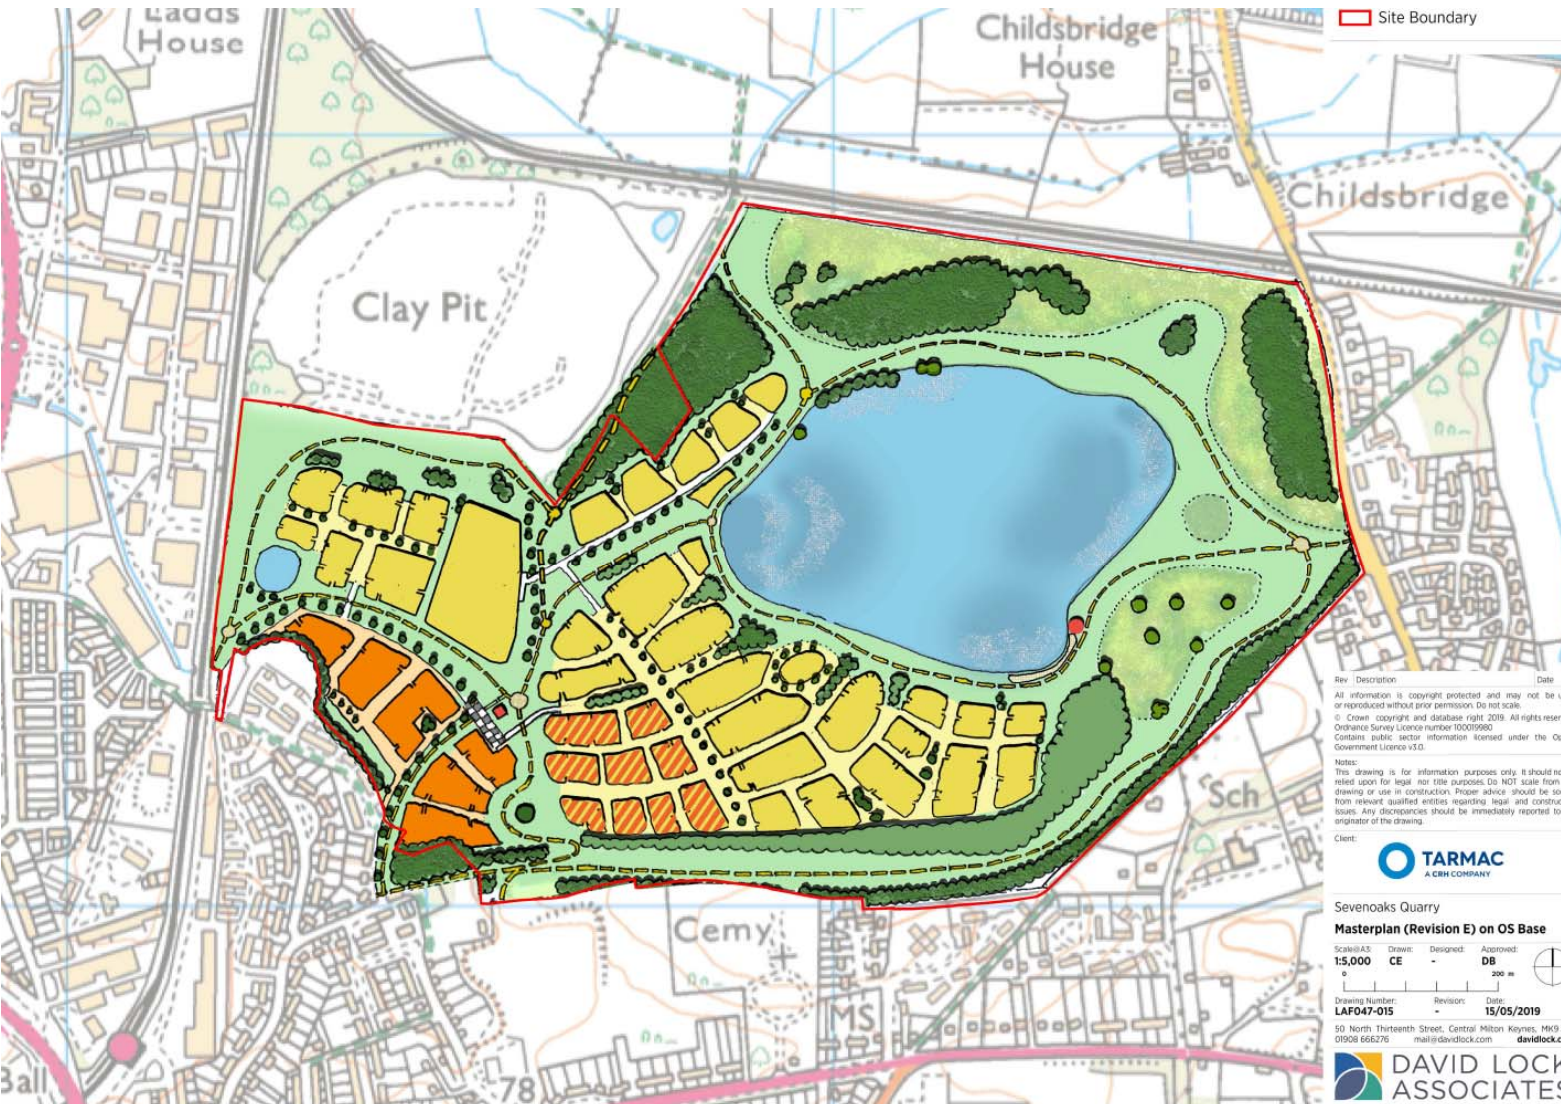 Ladds
House
Childsbridge
House
Site Boundary
Childsbridge
Clay Pit
Sch
Cemy
MS
78
Ball
Rev Description Date
All information is copyright protected and may not be
or reproduced without prior permission. Do not scale.
© Crown copyright and database right 2019. All rights
Ordnance Survey Licence number 100019980
Contains public sector information licensed under the
Government Licence v3.0.
Notes:
This drawing is for information purposes only. It should
relied upon for legal nor title purposes. Do NOT scale from
drawing or use in construction. Proper advice should be
from relevant qualified entities regarding legal and
issues. Any discrepancies should be immediately reported
originator of the drawing.
Client:
TARMAC
A CRH COMPANY
Sevenoaks Quarry
Masterplan (Revision E) on OS Base
Scale@A3: Drawn: Designed: Approved:
1:5,000 CE - DB
0 200 m
Drawing Number: Revision: Date:
LAF047-015 - 15/05/2019
50 North Thirteenth Street, Central Milton Keynes, MK9
01908 666276 mail@davidlock.com
DAVID LOCK
ASSOCIATES